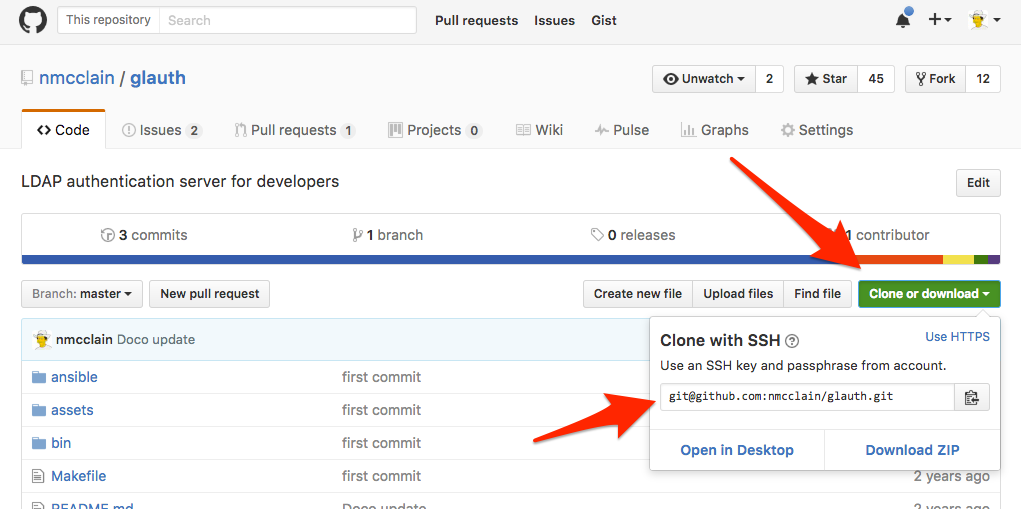 This repository Search Pull requests Issues Gist
nmcclain / glauth Unwatch 2 Star 45 Fork 12
Code Issues 2 Pull requests 1 Projects 0 Wiki Pulse Graphs Settings
LDAP authentication server for developers Edit
3 commits 1 branch 0 releases 1 contributor
Branch: master New pull request Create new file Upload files Find file Clone or download
nmcclain Doco update
Clone with SSH ? Use HTTPS
Use an SSH key and passphrase from account.
ansible first commit
git@github.com:nmcclain/glauth.git
assets first commit
bin first commit
Open in Desktop Download ZIP
Makefile first commit 2 years ago
README.md Doco update 2 years ago